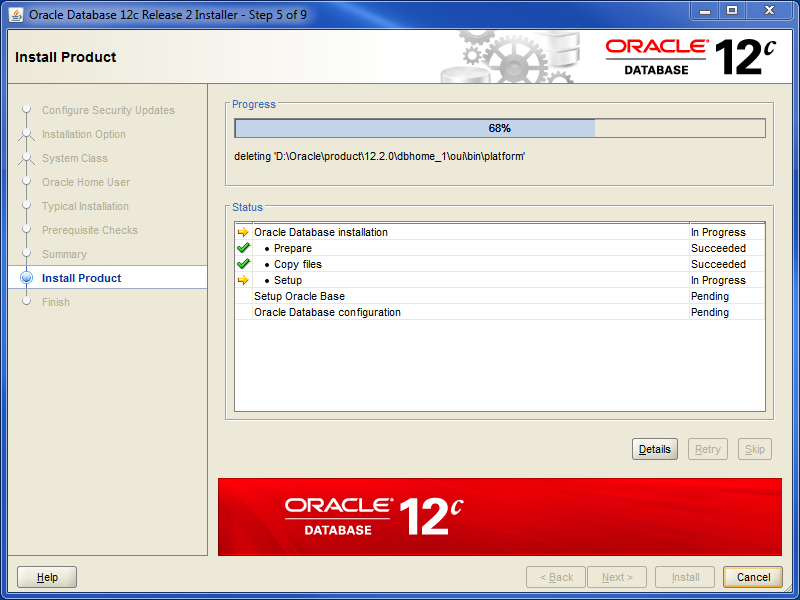 Oracle Database 12c Release 2 Installer - Step 5 of 9
Install Product
ORACLE®
DATABASE
12c
Configure Security Updates
Installation Option
System Class
Oracle Home User
Typical Installation
Prerequisite Checks
Summary
Install Product
Finish
Progress
68%
deleting 'D:\Oracle\product\12.2.0\dbhome_1\oui\bin\platform'
Status
Oracle Database installation In Progress
• Prepare Succeeded
• Copy files Succeeded
• Setup In Progress
Setup Oracle Base Pending
Oracle Database configuration Pending
Details Retry Skip
ORACLE®
DATABASE
12c
Help < Back Next > Install Cancel